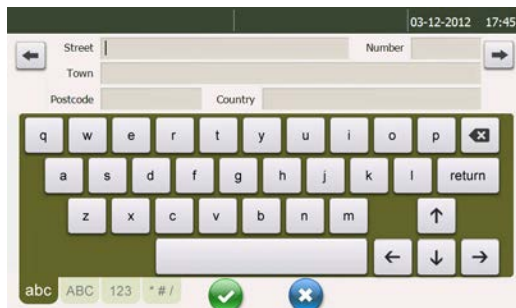 03-12-2012 17:45
Street Number
Town
Postcode Country
q w e r t y u i o p
a s d f g h j k l return
z x c v b n m
abc ABC 123 * # /